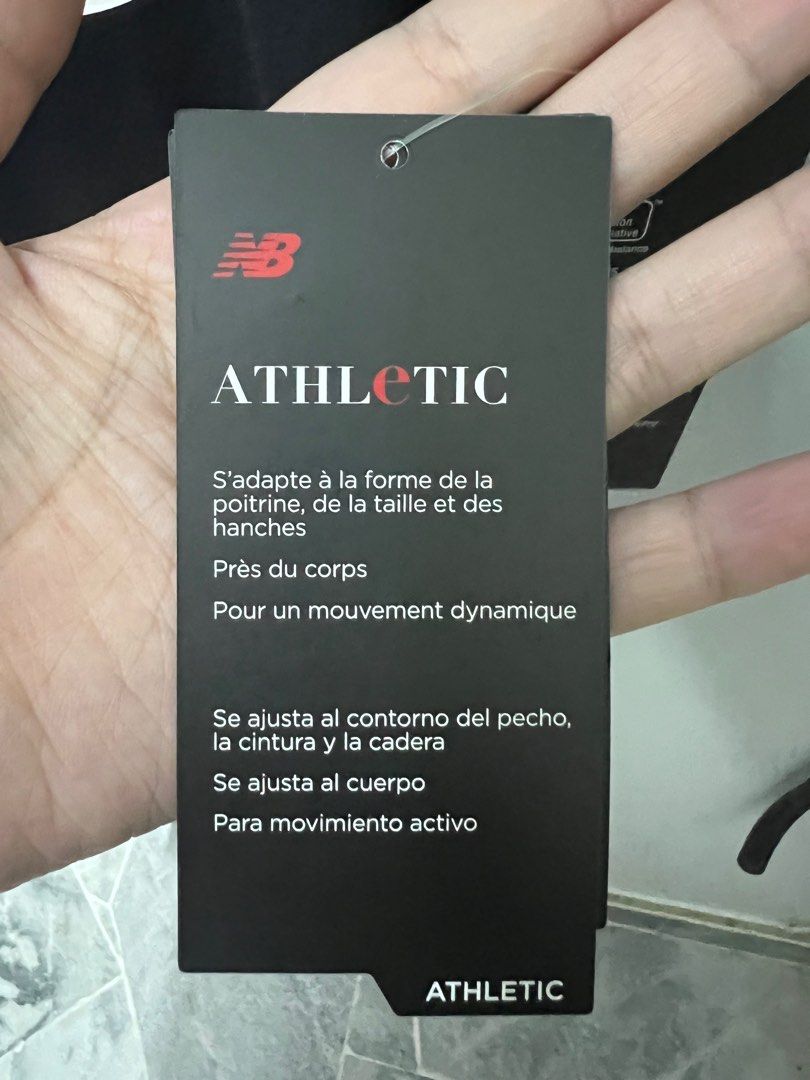 NB
ATHLeTIC
S'adapte à la forme de la
poitrine, de la taille et des
hanches
Près du corps
Pour un mouvement dynamique
Se ajusta al contorno del pecho,
la cintura y la cadera
Se ajusta al cuerpo
Para movimiento activo
ATHLETIC